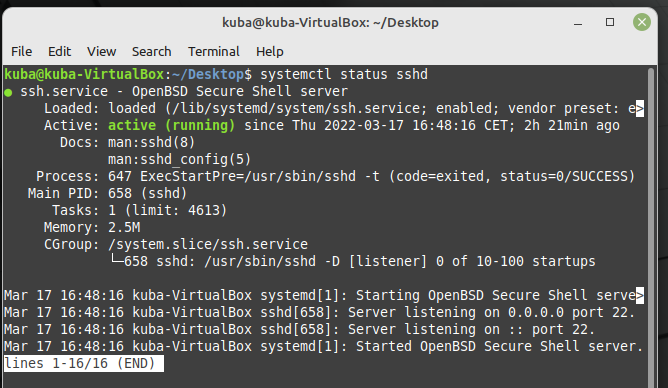 kuba@kuba-VirtualBox: ~/Desktop
File Edit View Search Terminal Help
kuba@kuba-VirtualBox:~/Desktop$ systemctl status sshd
● ssh.service - OpenBSD Secure Shell server
Loaded: loaded (/lib/systemd/system/ssh.service; enabled; vendor preset: e>
Active: active (running) since Thu 2022-03-17 16:48:16 CET; 2h 21min ago
Docs: man:sshd(8)
man:sshd_config(5)
Process: 647 ExecStartPre=/usr/sbin/sshd -t (code=exited, status=0/SUCCESS)
Main PID: 658 (sshd)
Tasks: 1 (limit: 4613)
Memory: 2.5M
CGroup: /system.slice/ssh.service
└─658 sshd: /usr/sbin/sshd -D [listener] 0 of 10-100 startups
Mar 17 16:48:16 kuba-VirtualBox systemd[1]: Starting OpenBSD Secure Shell serve>
Mar 17 16:48:16 kuba-VirtualBox sshd[658]: Server listening on 0.0.0.0 port 22.
Mar 17 16:48:16 kuba-VirtualBox sshd[658]: Server listening on :: port 22.
Mar 17 16:48:16 kuba-VirtualBox systemd[1]: Started OpenBSD Secure Shell server.
lines 1-16/16 (END)